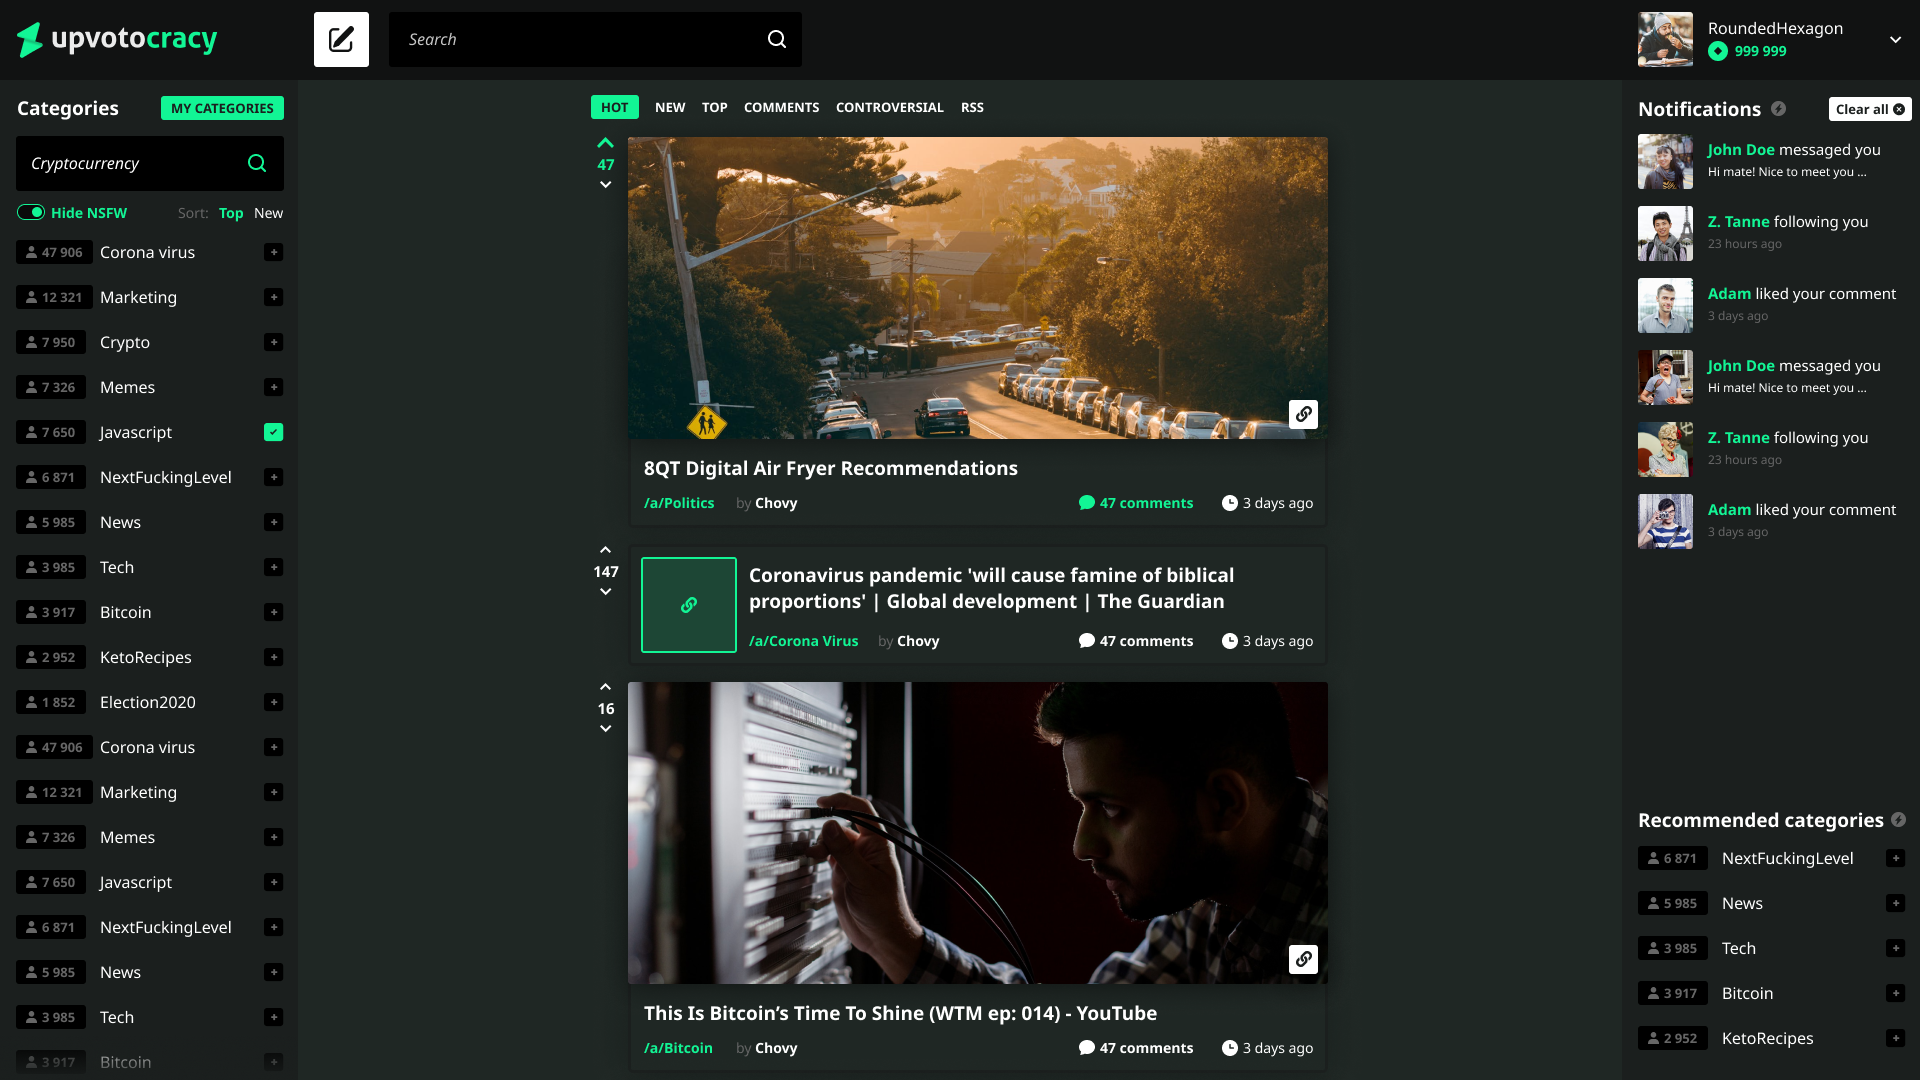 upvotocracy
Search
RoundedHexagon
999 999
Categories
MY CATEGORIES
Cryptocurrency
Hide NSFW
Sort: Top New
47 906 Corona virus
12 321 Marketing
7 950 Crypto
7 326 Memes
7 650 Javascript
6 871 NextFuckingLevel
5 985 News
3 985 Tech
3 917 Bitcoin
2 952 KetoRecipes
1 852 Election2020
47 906 Corona virus
12 321 Marketing
7 326 Memes
7 650 Javascript
6 871 NextFuckingLevel
5 985 News
3 985 Tech
3 917 Bitcoin
HOT NEW TOP COMMENTS CONTROVERSIAL RSS
47
8QT Digital Air Fryer Recommendations
/a/Politics by Chovy 47 comments 3 days ago
147
Coronavirus pandemic 'will cause famine of biblical
proportions' | Global development | The Guardian
/a/Corona Virus by Chovy 47 comments 3 days ago
16
This Is Bitcoin’s Time To Shine (WTM ep: 014) - YouTube
/a/Bitcoin by Chovy 47 comments 3 days ago
Notifications
Clear all
John Doe messaged you
Hi mate! Nice to meet you ...
Z. Tanne following you
23 hours ago
Adam liked your comment
3 days ago
John Doe messaged you
Hi mate! Nice to meet you ...
Z. Tanne following you
23 hours ago
Adam liked your comment
3 days ago
Recommended categories
6 871 NextFuckingLevel
5 985 News
3 985 Tech
3 917 Bitcoin
2 952 KetoRecipes